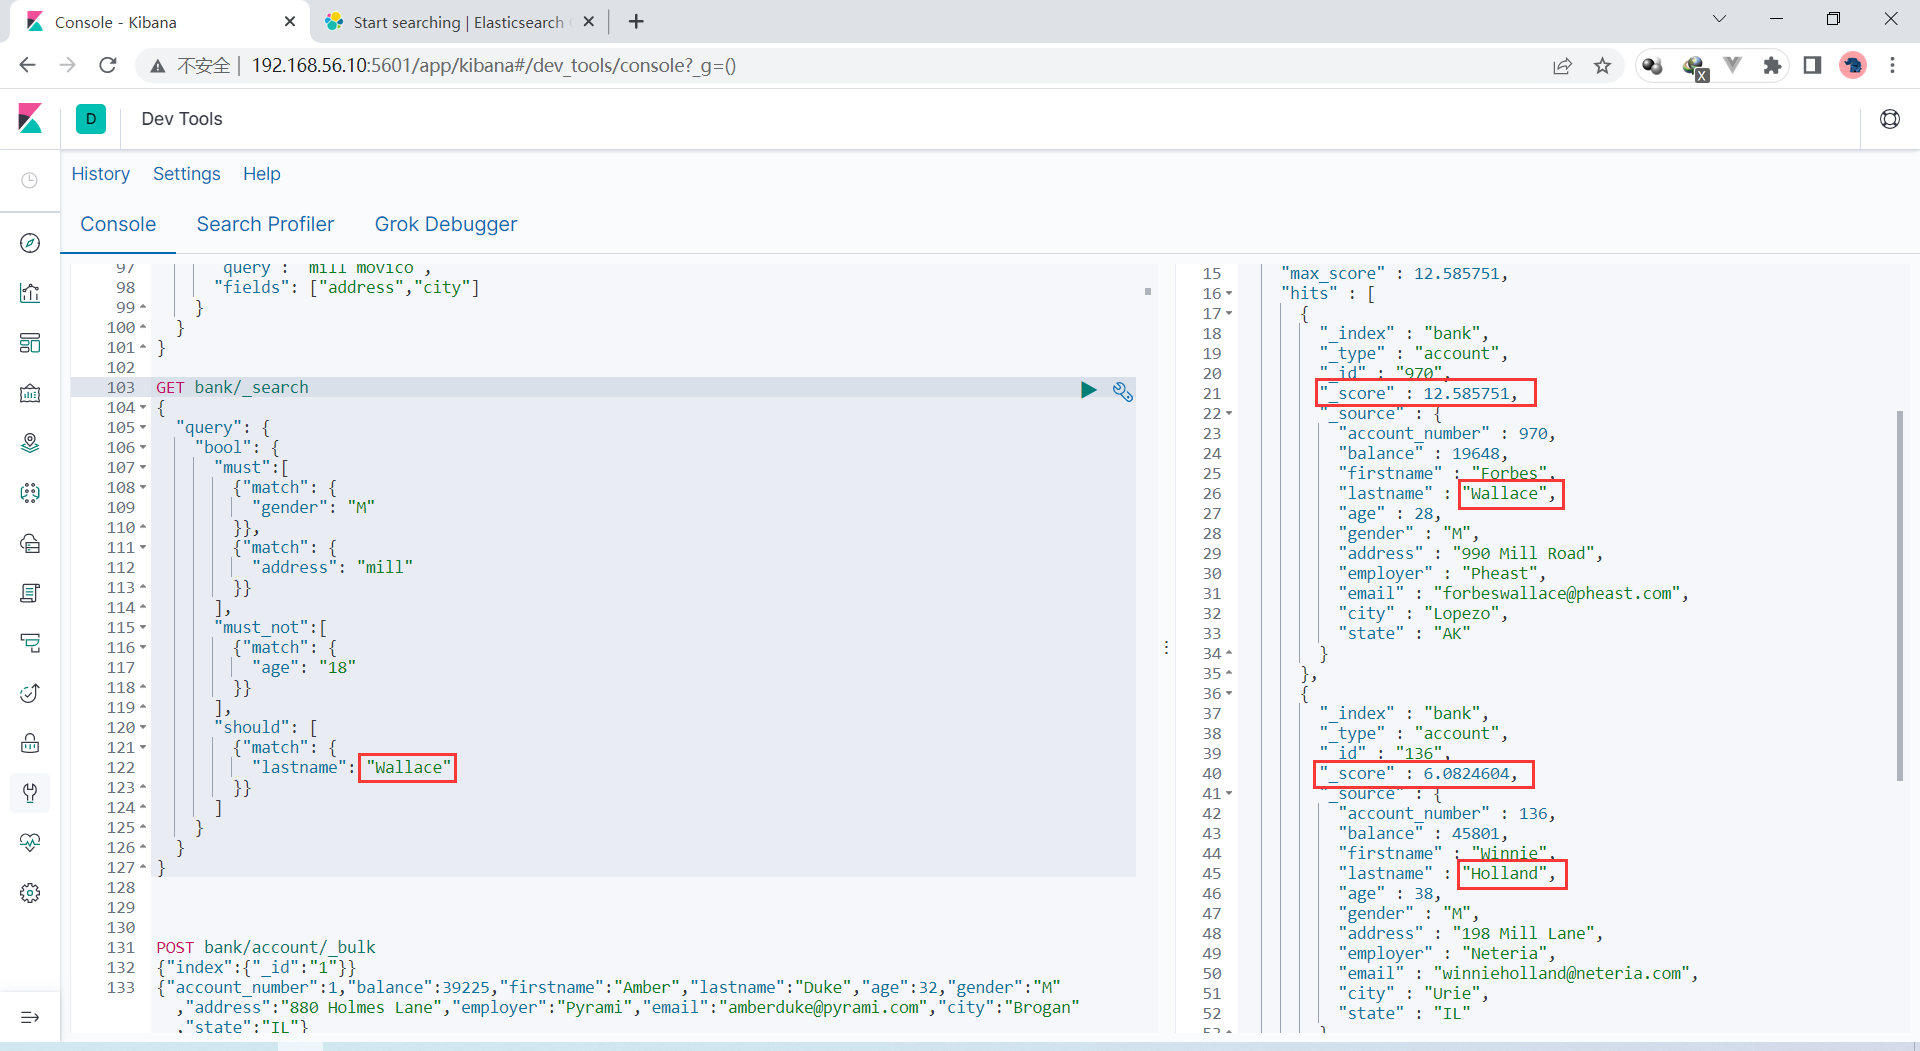 Console - Kibana
Start searching | Elasticsearch
不安全 | 192.168.56.10:5601/app/kibana#/dev_tools/console?_g=()
X
D
Dev Tools
History Settings Help
Console Search Profiler Grok Debugger
97 query : mill movico ,
98 "fields": ["address","city"]
99 }
100 }
101 }
102
103 GET bank/_search
104 {
105 "query": {
106 "bool": {
107 "must":[
108 {"match": {
109 "gender": "M"
110 }},
111 {"match": {
112 "address": "mill"
113 }}
114 ],
115 "must_not":[
116 {"match": {
117 "age": "18"
118 }}
119 ],
120 "should": [
121 {"match": {
122 "lastname": "Wallace"
123 }}
124 ]
125 }
126 }
127 }
128
129
130
131 POST bank/account/_bulk
132 {"index":{"_id":"1"}}
133 {"account_number":1,"balance":39225,"firstname":"Amber","lastname":"Duke","age":32,"gender":"M"
,"address":"880 Holmes Lane","employer":"Pyrami","email":"amberduke@pyrami.com","city":"Brogan"
,"state":"IL"}
15 "max_score" : 12.585751,
16 "hits" : [
17 {
18 "_index" : "bank",
19 "_type" : "account",
20 "_id" : "970",
21 "_score" : 12.585751,
22 "_source" : {
23 "account_number" : 970,
24 "balance" : 19648,
25 "firstname" : "Forbes",
26 "lastname" : "Wallace",
27 "age" : 28,
28 "gender" : "M",
29 "address" : "990 Mill Road",
30 "employer" : "Pheast",
31 "email" : "forbeswallace@pheast.com",
32 "city" : "Lopezo",
33 "state" : "AK"
34 }
35 },
36 {
37 "_index" : "bank",
38 "_type" : "account",
39 "_id" : "136",
40 "_score" : 6.0824604,
41 "_source" : {
42 "account_number" : 136,
43 "balance" : 45801,
44 "firstname" : "Winnie",
45 "lastname" : "Holland",
46 "age" : 38,
47 "gender" : "M",
48 "address" : "198 Mill Lane",
49 "employer" : "Neteria",
50 "email" : "winnieholland@neteria.com",
51 "city" : "Urie",
52 "state" : "IL"
53 }